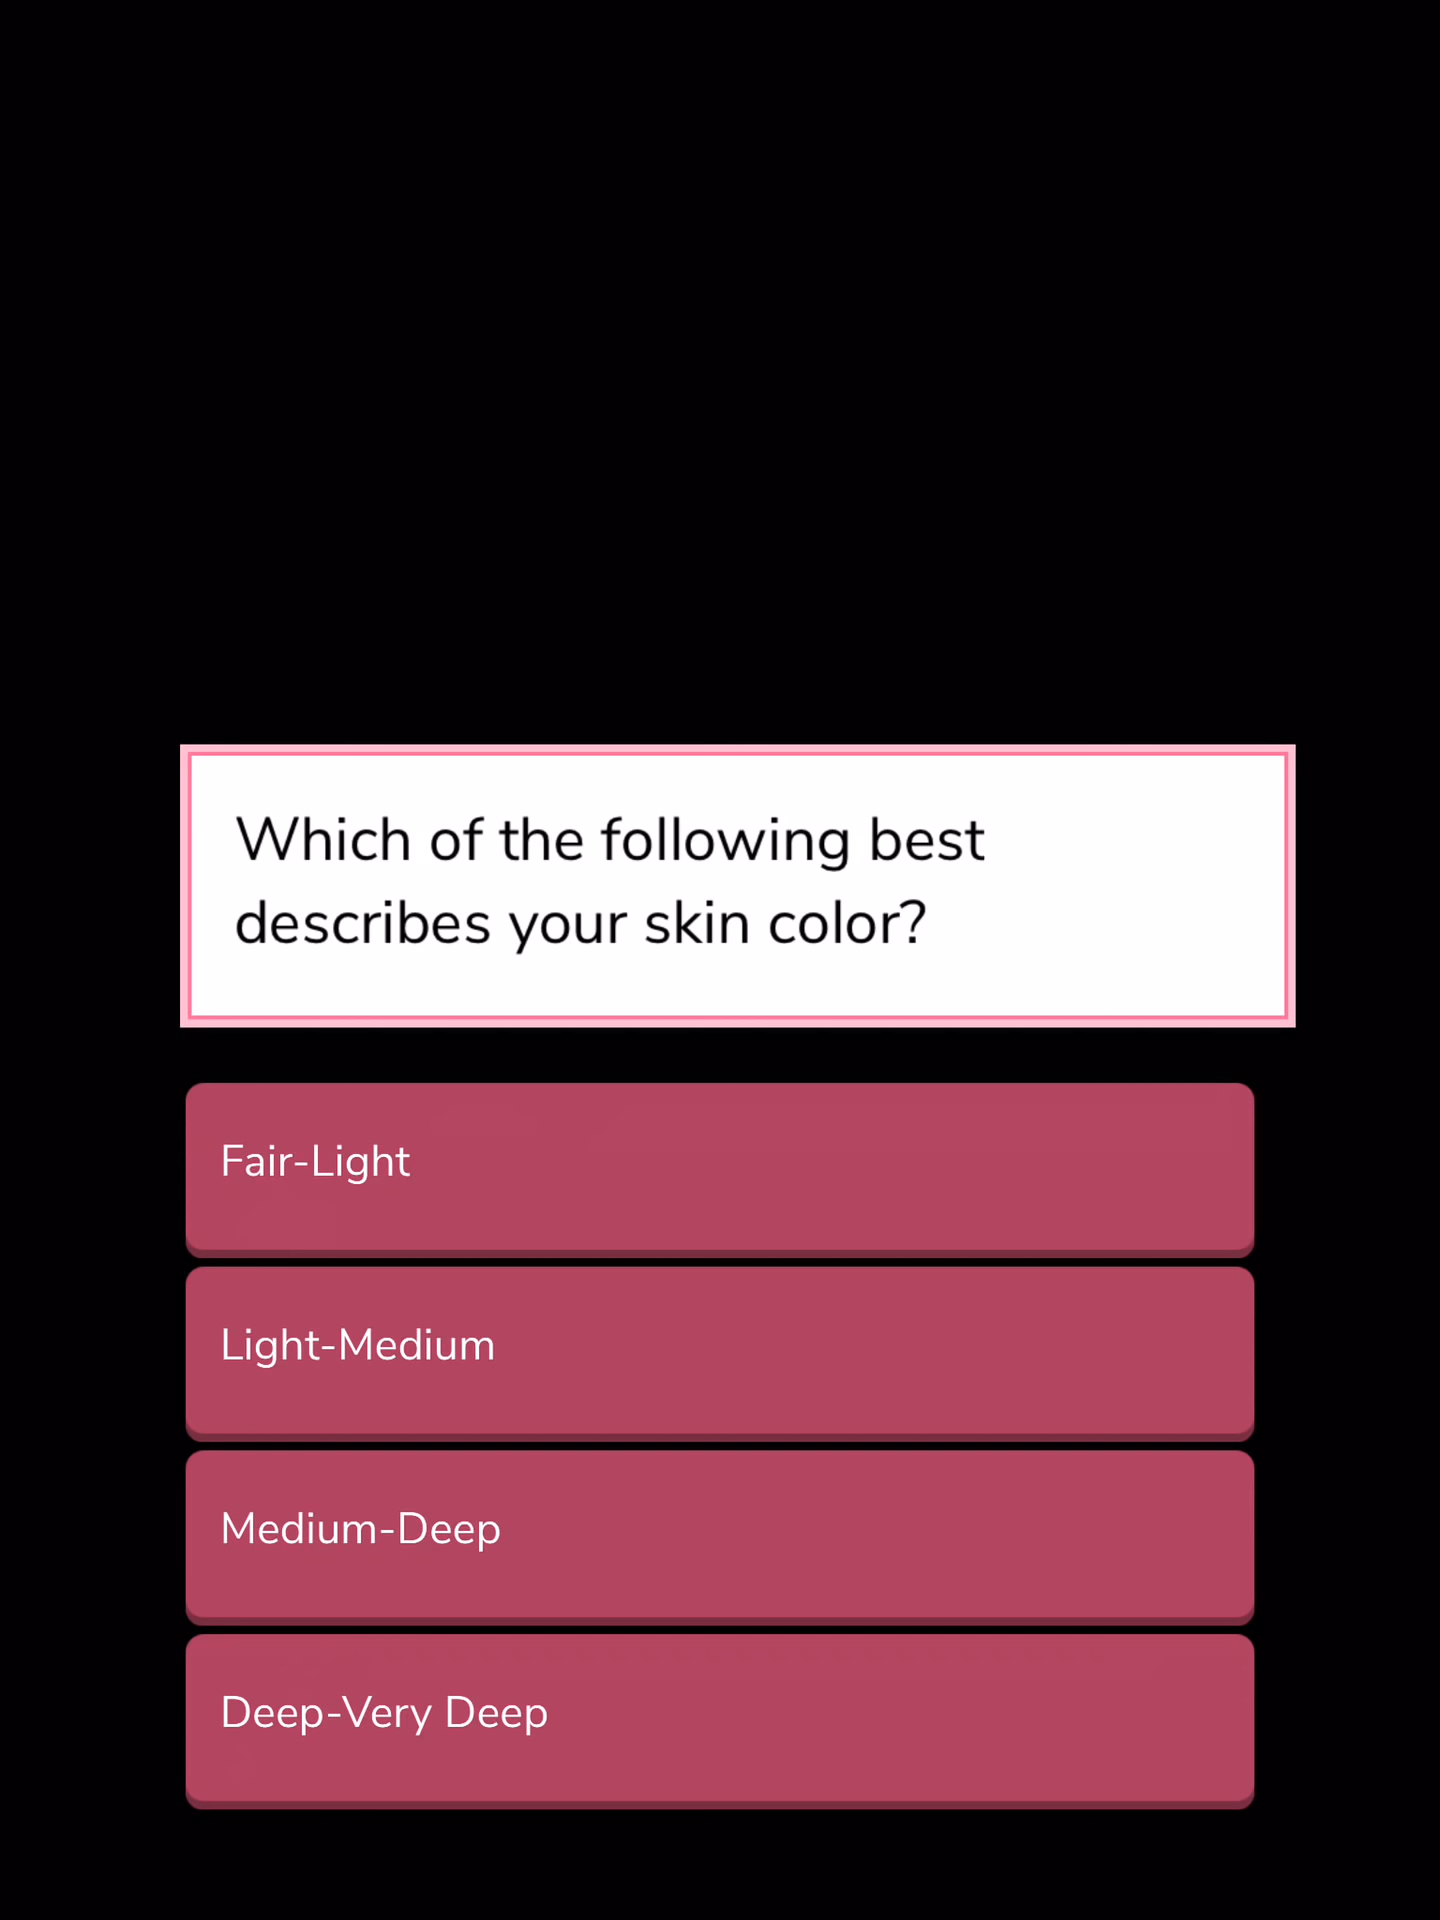 Which of the following best
describes your skin color?
Fair-Light
Light-Medium
Medium-Deep
Deep-Very Deep